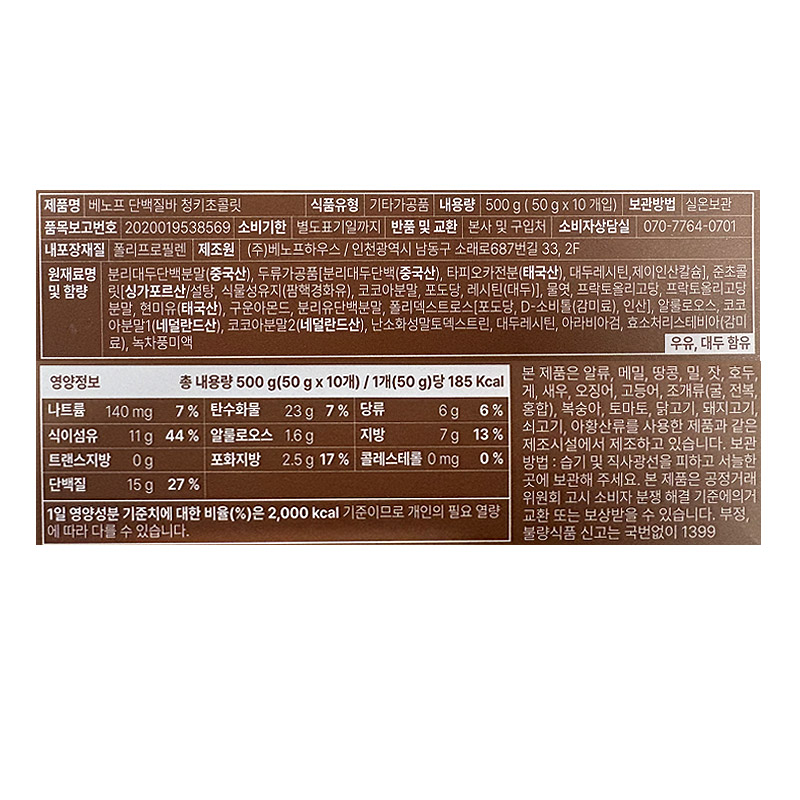 제품명 베노프 단백질바 청키초콜릿 식품유형 기타가공품 내용량 500 g ( 50 g x 10 개입) 보관방법 실온보관
품목보고번호 2020019538569 소비기한 별도표기일까지 반품 및 교환 본사 및 구입처 소비자상담실 070-7764-0701
내포장재질 폴리프로필렌 제조원 (주)베노프하우스 / 인천광역시 남동구 소래로687번길 33, 2F
원재료명 및 함량
분리대두단백분말(중국산), 두류가공품[분리대두단백(중국산), 타피오카전분(태국산), 대두레시틴,제이인산칼슘], 준초콜
릿[싱가포르산/설탕, 식물성유지(팜핵경화유), 코코아분말, 포도당, 레시틴(대두)] 물엿, 프락토올리고당, 프락토올리고당
분말, 현미유(태국산), 구운아몬드, 분리유단백분말, 폴리덱스트로스[포도당, D-소비톨(감미료), 인산], 알룰로오스, 코코
아분말1(네덜란드산), 코코아분말2(네덜란드산), 난소화성말토덱스트린, 대두레시틴, 아라비아검, 효소처리스테비아(감미
료), 녹차풍미액
우유, 대두 함유
영양정보 총 내용량 500 g(50 g x 10개) / 1개(50 g)당 185 Kcal
나트륨 140 mg 7 % 탄수화물 23 g 7 % 당류 6 g 6 %
식이섬유 11 g 44 % 알룰로오스 1.6 g 지방 7 g 13 %
트랜스지방 0 g 포화지방 2.5 g 17 % 콜레스테롤 0 mg 0 %
단백질 15 g 27 %
1일 영양성분 기준치에 대한 비율(%)은 2,000 kcal 기준이므로 개인의 필요 열량
에 따라 다를 수 있습니다.
본 제품은 알류, 메밀, 땅콩, 밀, 잣, 호두,
게, 새우, 오징어, 고등어, 조개류(굴, 전복,
홍합), 복숭아, 토마토, 닭고기, 돼지고기,
쇠고기, 아황산류를 사용한 제품과 같은
제조시설에서 제조하고 있습니다. 보관
방법 : 습기 및 직사광선을 피하고 서늘한
곳에 보관해 주세요. 본 제품은 공정거래
위원회 고시 소비자 분쟁 해결 기준에의거
교환 또는 보상받을 수 있습니다. 부정,
불량식품 신고는 국번없이 1399